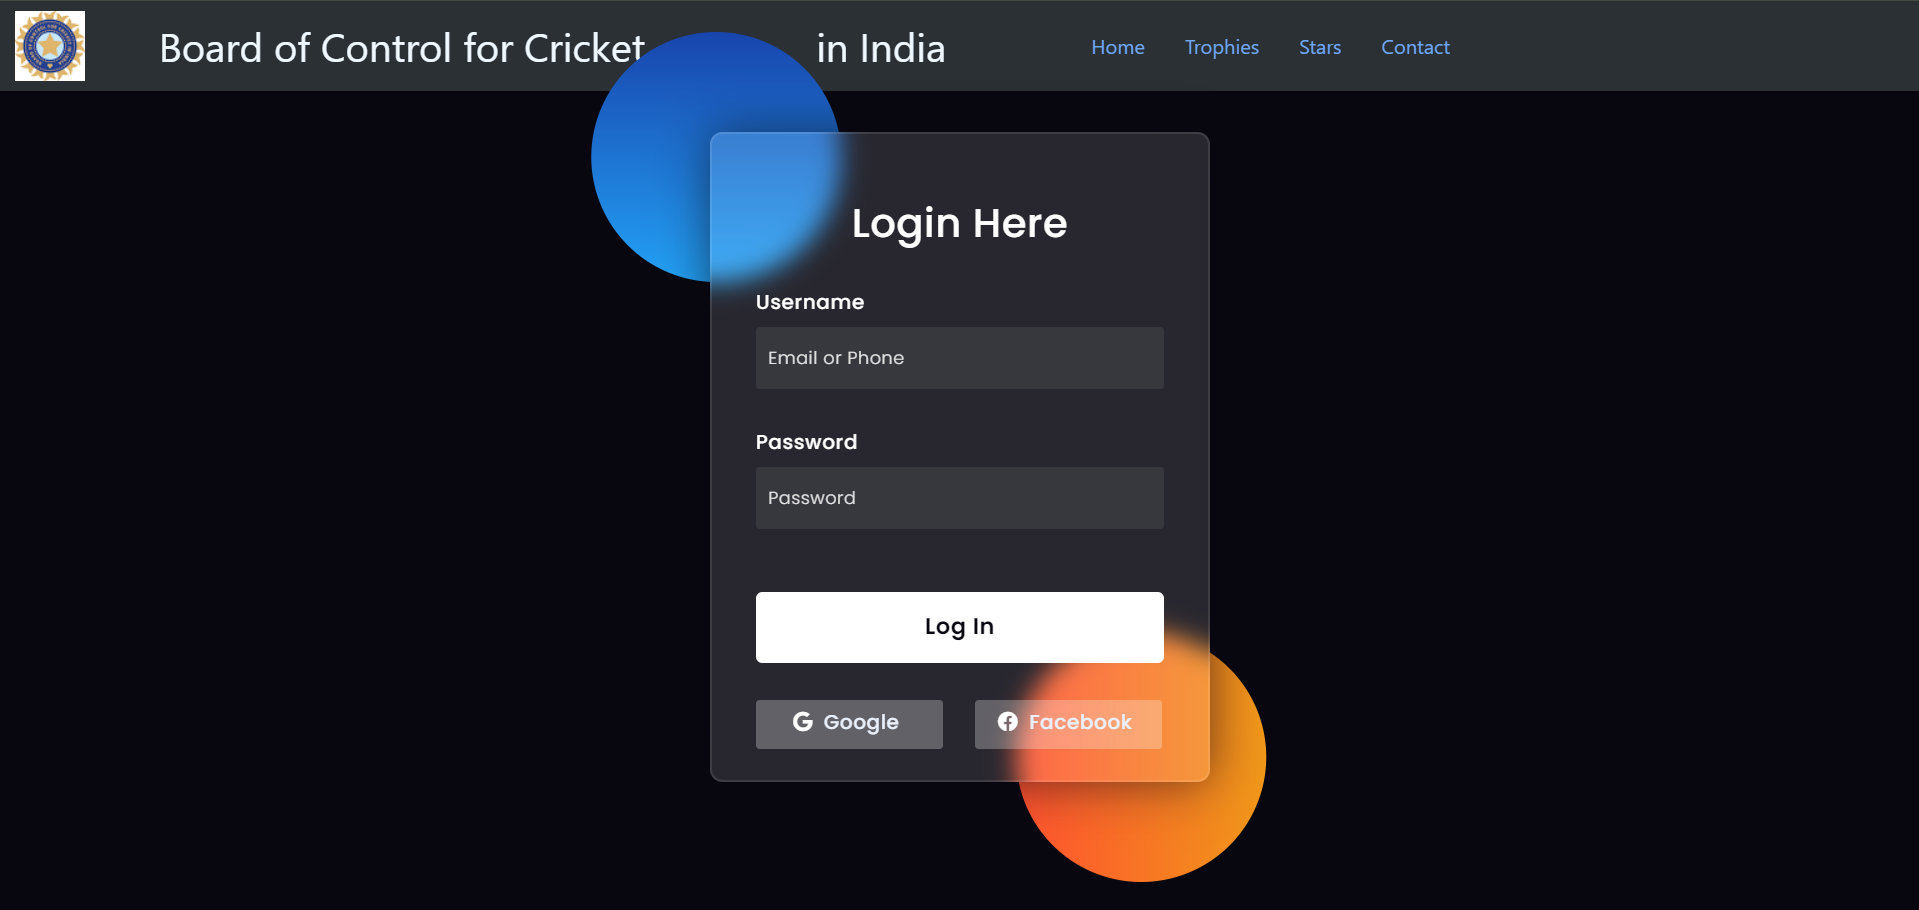 Board of Control for Cricket in India
Home Trophies Stars Contact
Login Here
Username
Email or Phone
Password
Password
Log In
Google Facebook